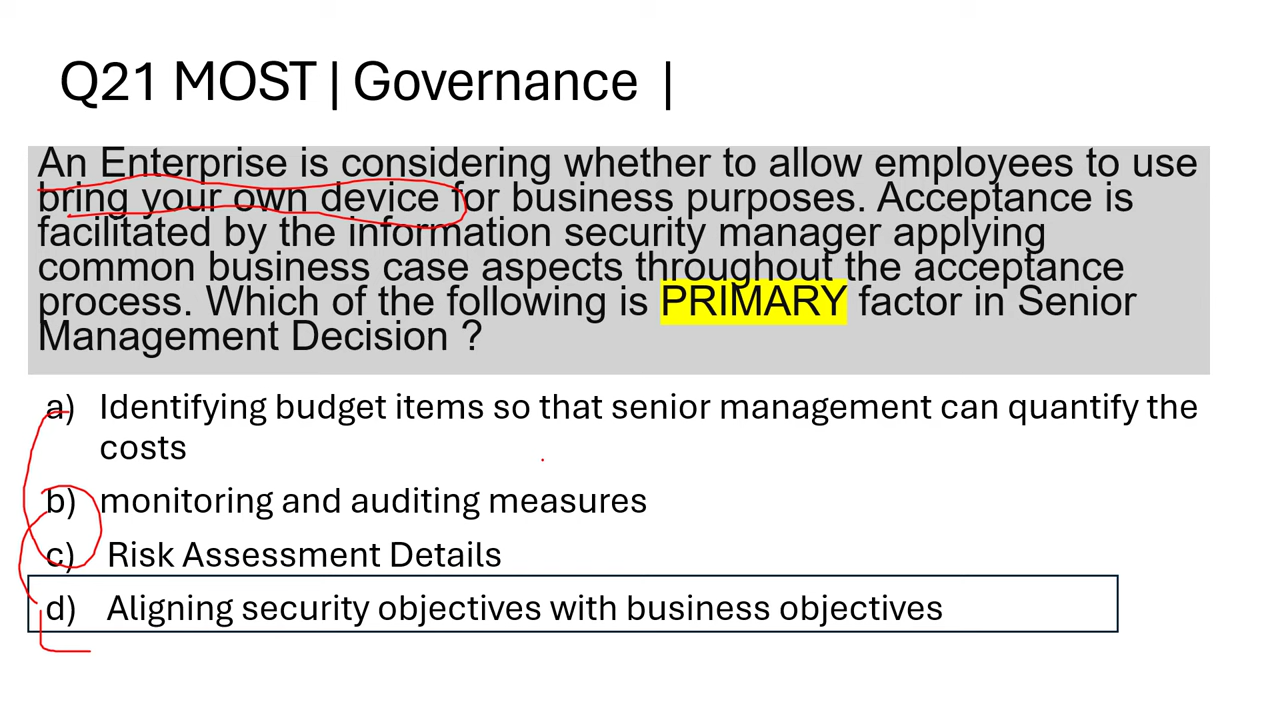 Q21 MOST | Governance |
An Enterprise is considering whether to allow employees to use
bring your own device for business purposes. Acceptance is
facilitated by the information security manager applying
common business case aspects throughout the acceptance
process. Which of the following is PRIMARY factor in Senior
Management Decision ?
a) Identifying budget items so that senior management can quantify the
costs
b) monitoring and auditing measures
c) Risk Assessment Details
d) Aligning security objectives with business objectives